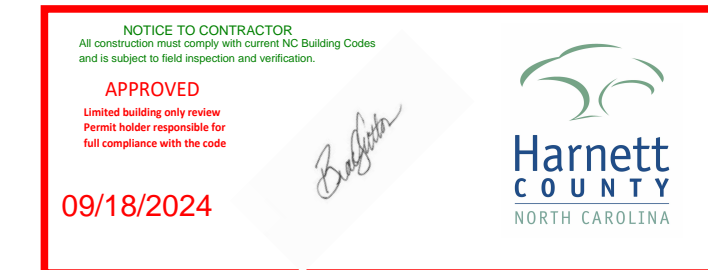 NOTICE TO CONTRACTOR
All construction must comply with current NC Building Codes
and is subject to field inspection and verification.
APPROVED
Limited building only review
Permit holder responsible for
full compliance with the code
09/18/2024
Harnett
COUNTY
NORTH CAROLINA